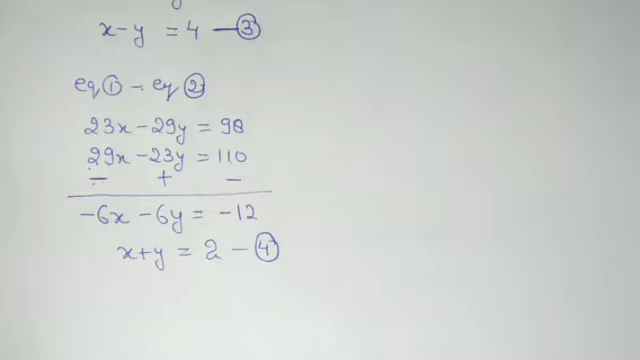 x - y = 4 — ③
eq ① - eq ②
23x - 29y = 98
29x - 23y = 110
- + -
-6x - 6y = -12
x + y = 2 - ④